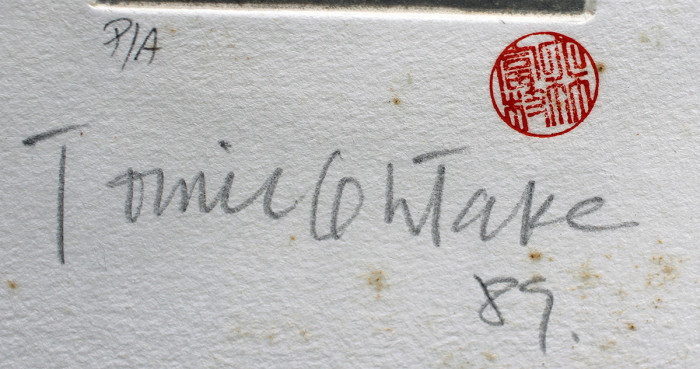 P/A
Tomie Ohtake
89.